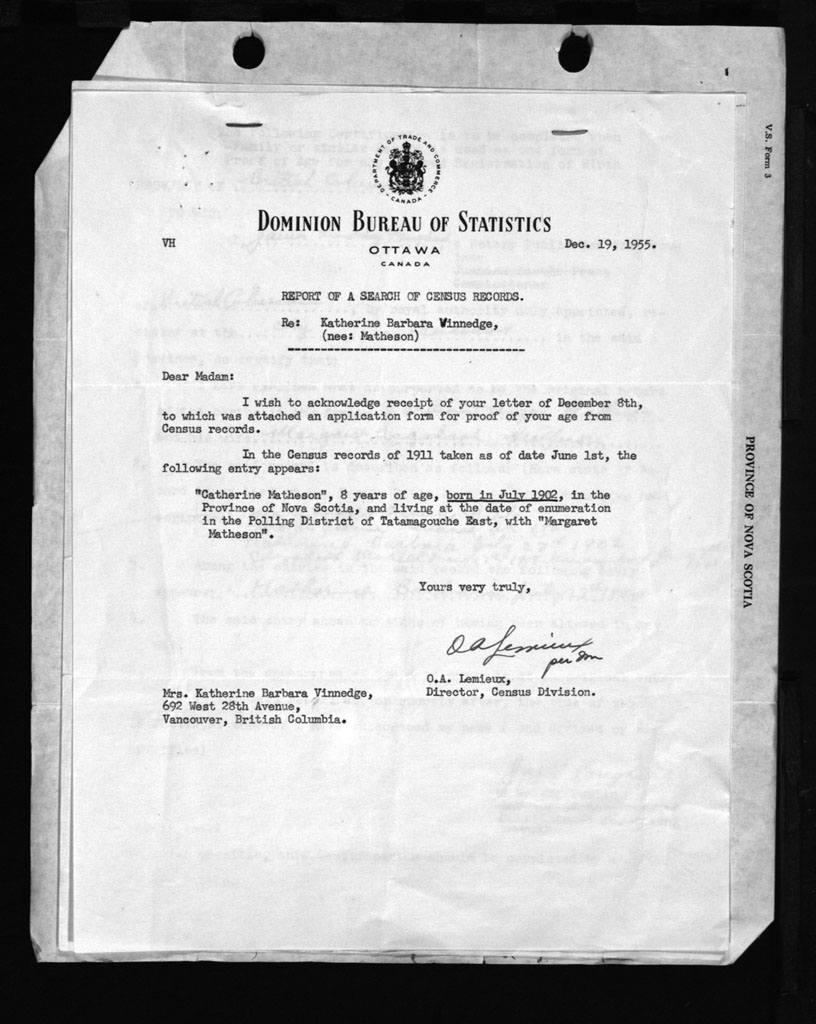 V.S. Form 3
DEPARTMENT OF TRADE AND COMMERCE
CANADA
DOMINION BUREAU OF STATISTICS
VH
OTTAWA
CANADA
Dec. 19, 1955.
REPORT OF A SEARCH OF CENSUS RECORDS.
Re: Katherine Barbara Vinnedge,
(nee: Matheson)
Dear Madam:
I wish to acknowledge receipt of your letter of December 8th,
to which was attached an application form for proof of your age from
Census records.
In the Census records of 1911 taken as of date June 1st, the
following entry appears:
"Catherine Matheson", 8 years of age, born in July 1902, in the
Province of Nova Scotia, and living at the date of enumeration
in the Polling District of Tatamagouche East, with "Margaret
Matheson".
Yours very truly,
O A Lemieux
per
O.A. Lemieux,
Director, Census Division.
Mrs. Katherine Barbara Vinnedge,
692 West 28th Avenue,
Vancouver, British Columbia.
PROVINCE OF NOVA SCOTIA